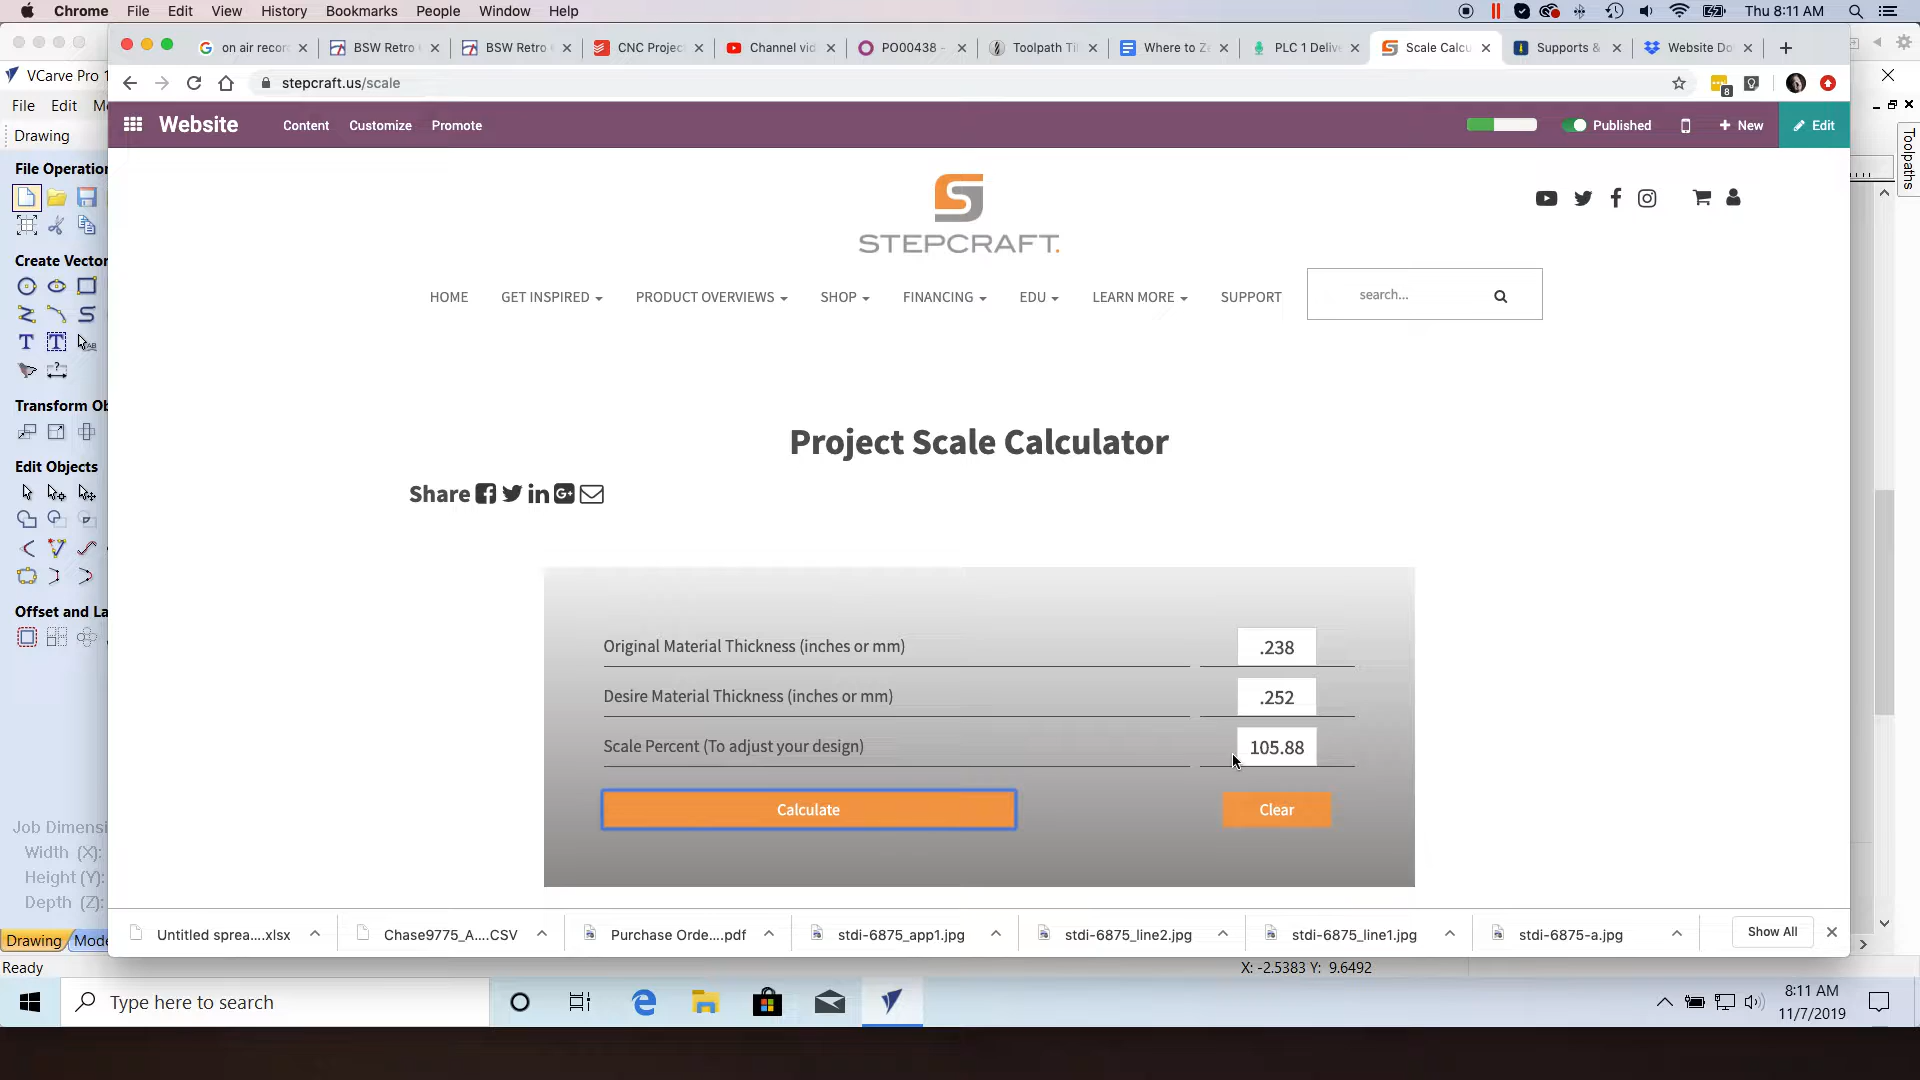 Chrome File Edit View History Bookmarks People Window Help Thu 8:11 AM
on air recor
BSW Retro
BSW Retro
CNC Projec
Channel vid
PO000438 -
Toolpath Ti
Where to Z
PLC 1 Delive
Scale Calcu
Supports &
Website Do
VCarve Pro 1
stepcraft.us/scale
8
File Edit M
Website Content Customize Promote Published + New Edit
Drawing
Toolpaths
File Operation
STEPCRAFT.
Create Vector
HOME GET INSPIRED PRODUCT OVERVIEWS SHOP FINANCING EDU LEARN MORE SUPPORT search...
Transform Ob
Project Scale Calculator
Edit Objects
Share
Offset and La
Original Material Thickness (inches or mm) .238
Desire Material Thickness (inches or mm) .252
Scale Percent (To adjust your design) 105.88
Calculate Clear
Job Dimensi
Width (X):
Height (Y):
Depth (Z):
Drawing Mode
Untitled sprea....xlsx
Chase9775_A....CSV
Purchase Orde....pdf
stdi-6875_app1.jpg
stdi-6875_line2.jpg
stdi-6875_line1.jpg
stdi-6875-a.jpg
Show All
Ready X: -2.5383 Y: 9.6492
Type here to search
8:11 AM
11/7/2019